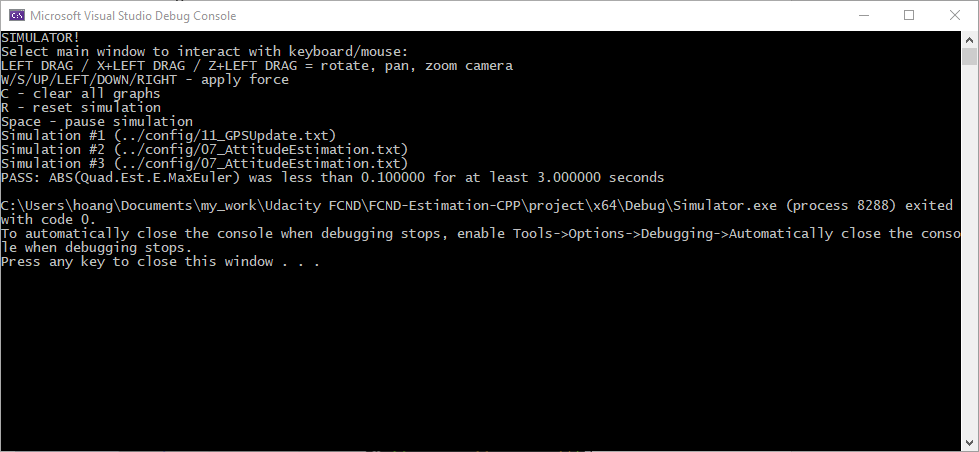 Microsoft Visual Studio Debug Console
SIMULATOR!
Select main window to interact with keyboard/mouse:
LEFT DRAG / X+LEFT DRAG / Z+LEFT DRAG = rotate, pan, zoom camera
W/S/UP/LEFT/DOWN/RIGHT - apply force
C - clear all graphs
R - reset simulation
Space - pause simulation
Simulation #1 (../config/11_GPSUpdate.txt)
Simulation #2 (../config/07_AttitudeEstimation.txt)
Simulation #3 (../config/07_AttitudeEstimation.txt)
PASS: ABS(Quad.Est.E.MaxEuler) was less than 0.100000 for at least 3.000000 seconds
C:\Users\hoang\Documents\my_work\Udacity FCND\FCND-Estimation-CPP\project\x64\Debug\Simulator.exe (process 8288) exited
with code 0.
To automatically close the console when debugging stops, enable Tools->Options->Debugging->Automatically close the conso
le when debugging stops.
Press any key to close this window . . .